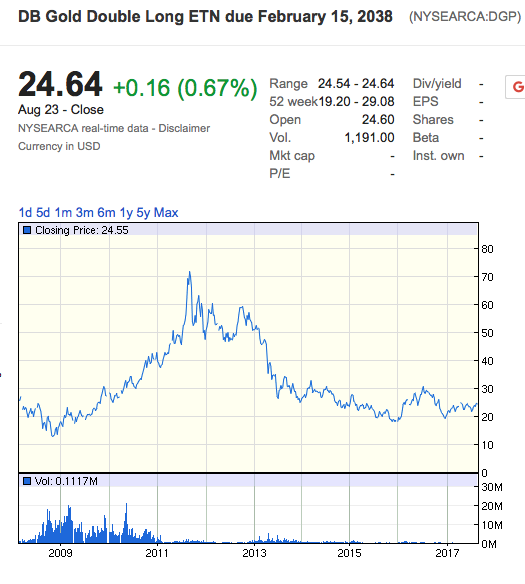 DB Gold Double Long ETN due February 15, 2038 (NYSEARCA:DGP)
24.64 +0.16 (0.67%)
Aug 23 - Close
NYSEARCA real-time data - Disclaimer
Currency in USD
Range 24.54 - 24.64
52 week 19.20 - 29.08
Open 24.60
Vol. 1,191.00
Mkt cap -
P/E -
Div/yield -
EPS -
Shares -
Beta -
Inst. own -
G
1d 5d 1m 3m 6m 1y 5y Max
Closing Price: 24.55
80
70
60
50
40
30
20
10
0
Vol: 0.1117M
30M
20M
10M
0M
2009 2011 2013 2015 2017